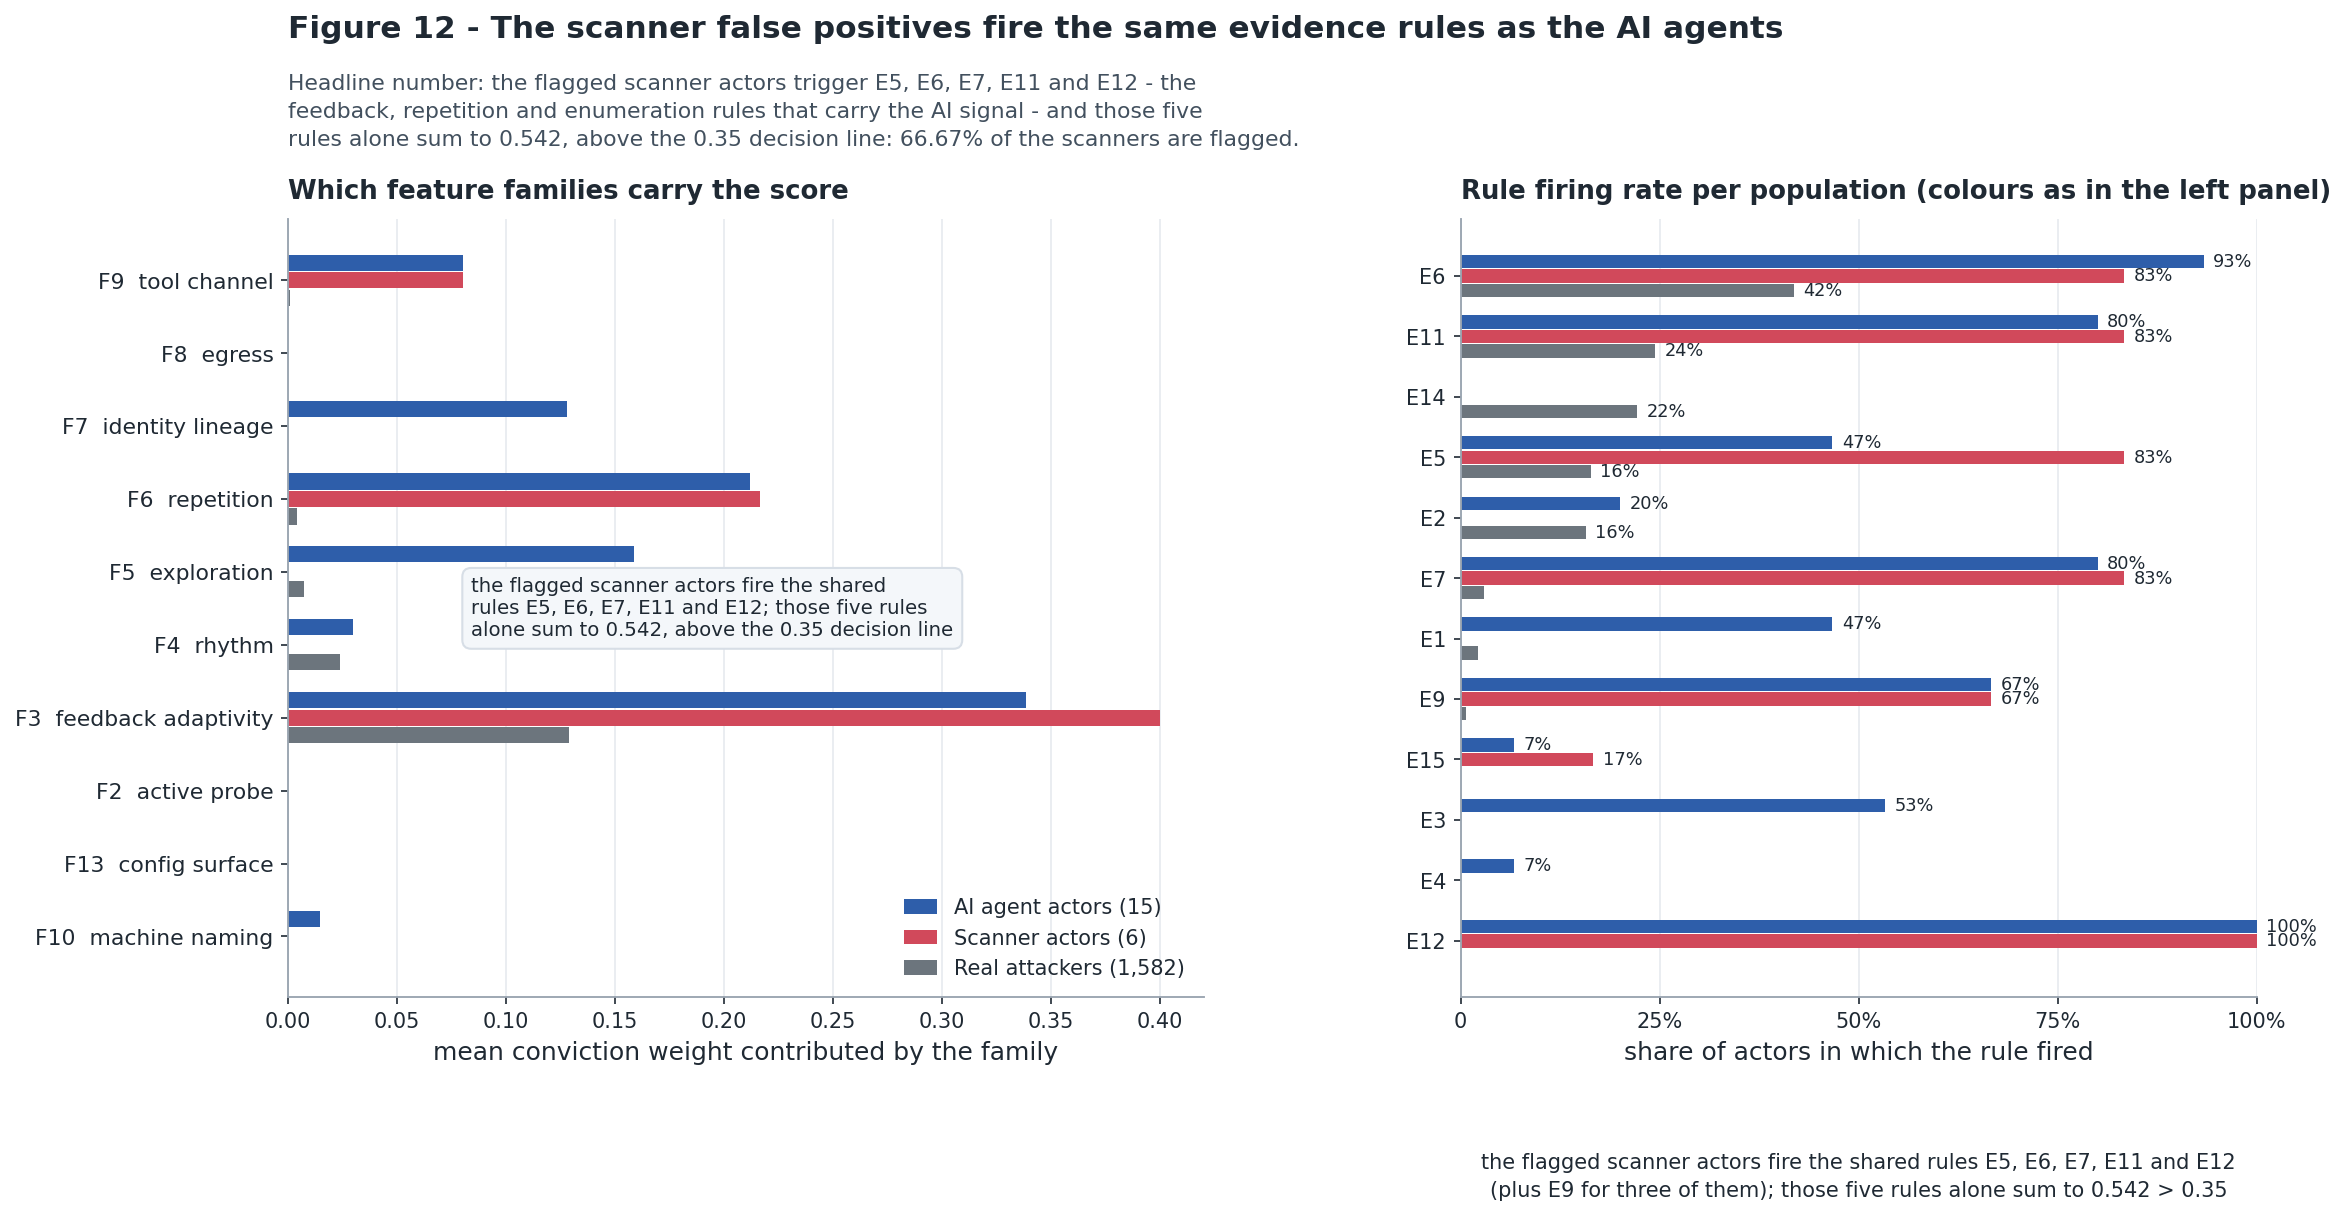 Figure 12 - The scanner false positives fire the same evidence rules as the AI agents
Headline number: the flagged scanner actors trigger E5, E6, E7, E11 and E12 - the
feedback, repetition and enumeration rules that carry the AI signal - and those five
rules alone sum to 0.542, above the 0.35 decision line: 66.67% of the scanners are flagged.
Which feature families carry the score
F9  tool channel
F8  egress
F7  identity lineage
F6  repetition
F5  exploration
F4  rhythm
F3  feedback adaptivity
F2  active probe
F13  config surface
F10  machine naming
the flagged scanner actors fire the shared
rules E5, E6, E7, E11 and E12; those five rules
alone sum to 0.542, above the 0.35 decision line
AI agent actors (15)
Scanner actors (6)
Real attackers (1,582)
0.00 0.05 0.10 0.15 0.20 0.25 0.30 0.35 0.40
mean conviction weight contributed by the family
Rule firing rate per population (colours as in the left panel)
93%
E6 83%
42%
80%
E11 83%
24%
E14
22%
47%
E5 83%
16%
20%
E2
16%
80%
E7 83%
47%
E1
67%
E9 67%
7%
E15 17%
53%
E3
7%
E4
100%
E12 100%
0 25% 50% 75% 100%
share of actors in which the rule fired
the flagged scanner actors fire the shared rules E5, E6, E7, E11 and E12
(plus E9 for three of them); those five rules alone sum to 0.542 > 0.35